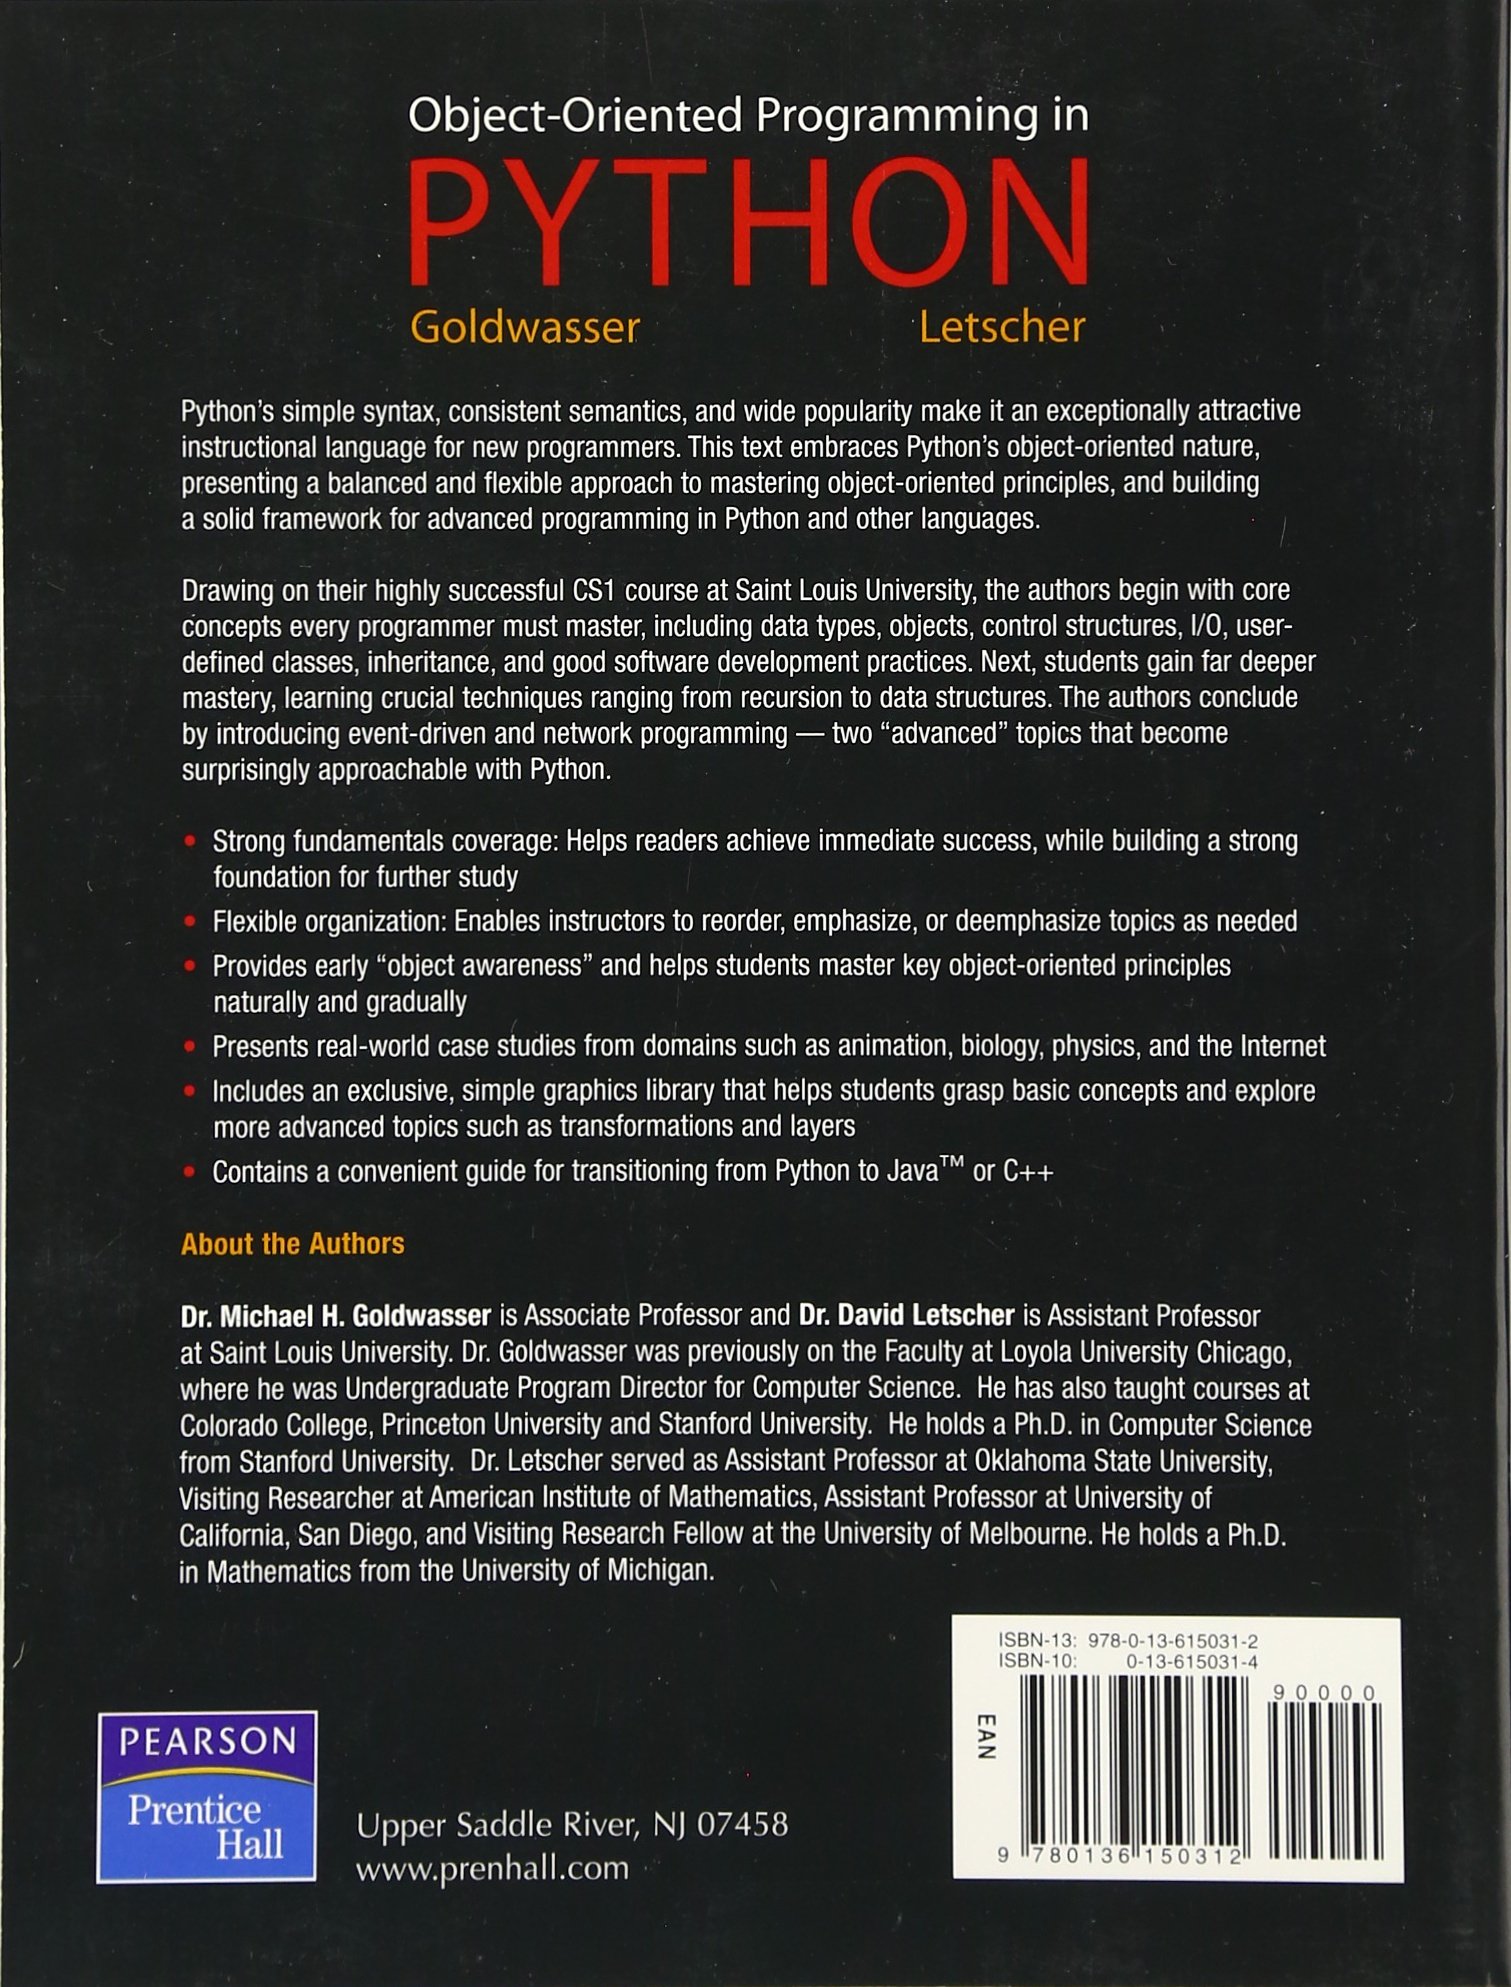 Object-Oriented Programming in
PYTHON
Goldwasser Letscher
Python's simple syntax, consistent semantics, and wide popularity make it an exceptionally attractive
instructional language for new programmers. This text embraces Python's object-oriented nature,
presenting a balanced and flexible approach to mastering object-oriented principles, and building
a solid framework for advanced programming in Python and other languages.
Drawing on their highly successful CS1 course at Saint Louis University, the authors begin with core
concepts every programmer must master, including data types, objects, control structures, I/O, user-
defined classes, inheritance, and good software development practices. Next, students gain far deeper
mastery, learning crucial techniques ranging from recursion to data structures. The authors conclude
by introducing event-driven and network programming — two “advanced” topics that become
surprisingly approachable with Python.
• Strong fundamentals coverage: Helps readers achieve immediate success, while building a strong
foundation for further study
• Flexible organization: Enables instructors to reorder, emphasize, or deemphasize topics as needed
• Provides early “object awareness” and helps students master key object-oriented principles
naturally and gradually
• Presents real-world case studies from domains such as animation, biology, physics, and the Internet
• Includes an exclusive, simple graphics library that helps students grasp basic concepts and explore
more advanced topics such as transformations and layers
• Contains a convenient guide for transitioning from Python to Java™ or C++
About the Authors
Dr. Michael H. Goldwasser is Associate Professor and Dr. David Letscher is Assistant Professor
at Saint Louis University. Dr. Goldwasser was previously on the Faculty at Loyola University Chicago,
where he was Undergraduate Program Director for Computer Science. He has also taught courses at
Colorado College, Princeton University and Stanford University. He holds a Ph.D. in Computer Science
from Stanford University. Dr. Letscher served as Assistant Professor at Oklahoma State University,
Visiting Researcher at American Institute of Mathematics, Assistant Professor at University of
California, San Diego, and Visiting Research Fellow at the University of Melbourne. He holds a Ph.D.
in Mathematics from the University of Michigan.
ISBN-13: 978-0-13-615031-2
ISBN-10: 0-13-615031-4
90000
EAN
9 780136 150312
PEARSON
Prentice
Hall
Upper Saddle River, NJ 07458
www.prenhall.com